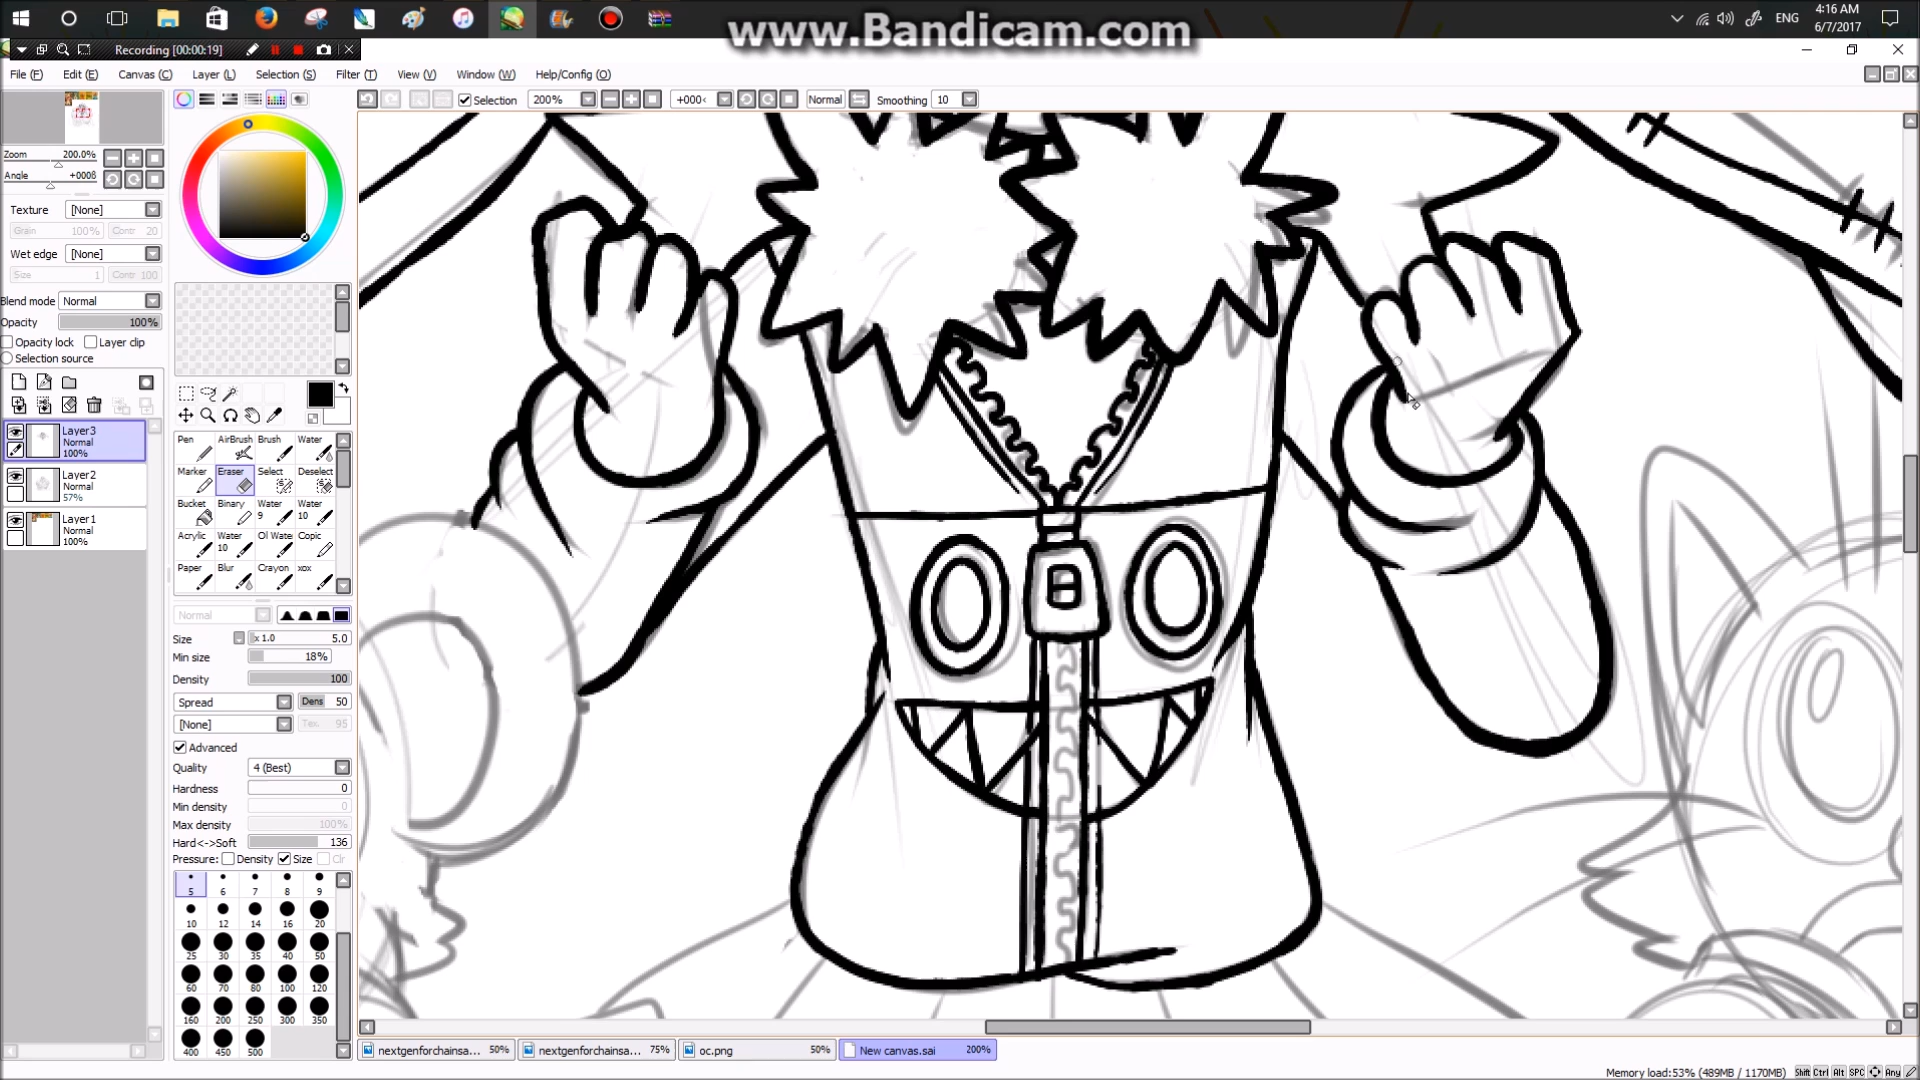 www.Bandicam.com
ENG
4:16 AM
6/7/2017
Recording [00:00:19]
File (F) Edit (E) Canvas (C) Layer (L) Selection (S) Filter (T) View (V) Window (W) Help/Config (O)
Selection 200% +000< Normal Smoothing 10
Zoom 200.0%
Angle +000ß
Texture [None]
Grain 100% Contr 20
Wet edge [None]
Size 1 Contr 100
Blend mode Normal
Opacity 100%
Opacity lock Layer clip
Selection source
Layer3
Normal
100%
Layer2
Normal
57%
Layer1
Normal
100%
Pen AirBrush Brush Water
Marker Eraser Select Deselect
Bucket Binary Water 9 Water 10
Acrylic Water 10 Ol Wate Copic
Paper Blur Crayon xox
Normal
Size x 1.0 5.0
Min size 18%
Density 100
Spread Dens 50
[None] Tex. 95
Advanced
Quality 4 (Best)
Hardness 0
Min density 0
Max density 100%
Hard<->Soft 136
Pressure: Density Size Clr
5 6 7 8 9
10 12 14 16 20
25 30 35 40 50
60 70 80 100 120
160 200 250 300 350
400 450 500
nextgenforchainsa... 50% nextgenforchainsa... 75% oc.png 50% New canvas.sai 200%
Memory load:53% (489MB / 1170MB) Shift Ctrl Alt SPC Any